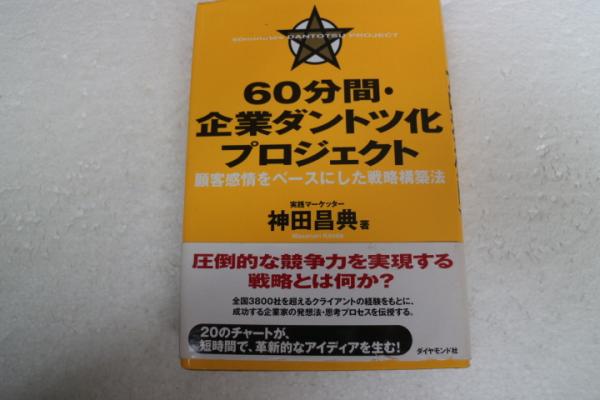 60minutes DANTOTSU PROJECT
60分間・
企業ダントツ化
プロジェクト
顧客感情をベースにした戦略構築法
実践マーケッター
神田昌典著
Masanori Kanda
圧倒的な競争力を実現する
戦略とは何か?
全国3800社を超えるクライアントの経験をもとに、
成功する企業家の発想法・思考プロセスを伝授する。
20のチャートが、
短時間で、革新的なアイディアを生む!
ダイヤモンド社